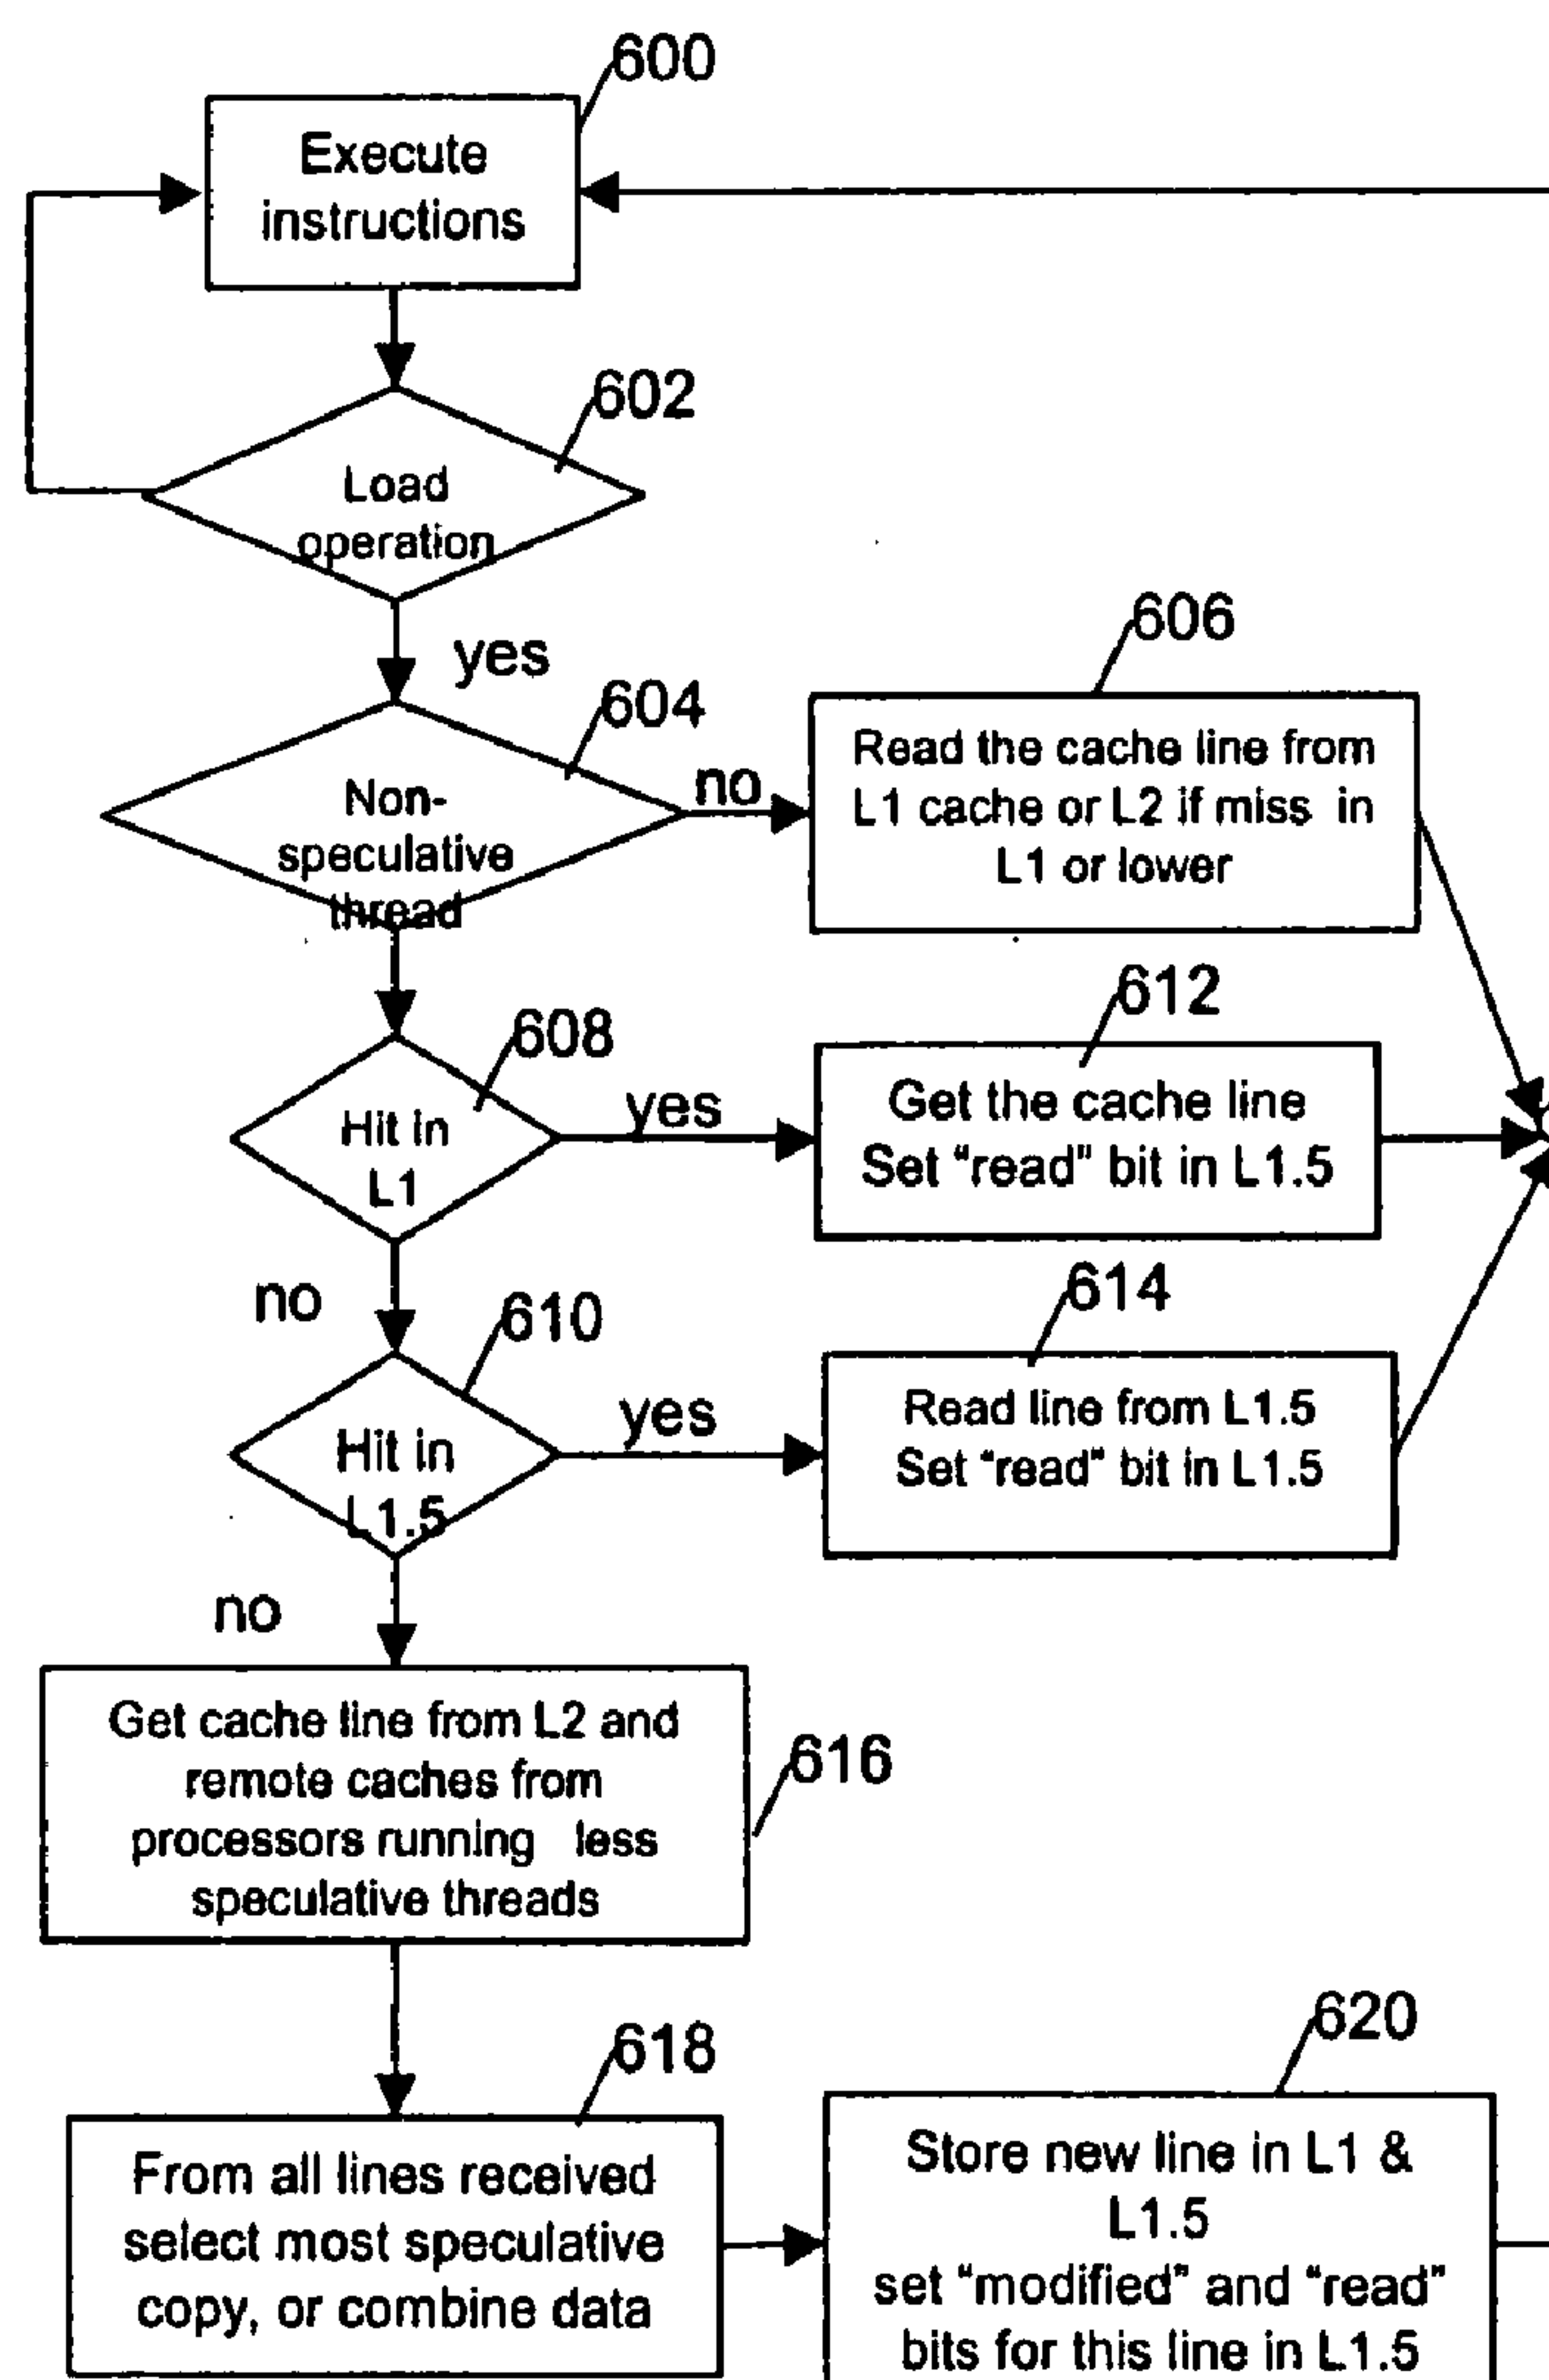 600
Execute
instructions
602
Load
operation
yes
604
Non-
speculative
thread
no
606
Read the cache line from
L1 cache or L2 if miss in
L1 or lower
608
Hit in
L1
yes
612
Get the cache line
Set “read” bit in L1.5
no
610
Hit in
L1.5
yes
614
Read line from L1.5
Set “read” bit in L1.5
no
616
Get cache line from L2 and
remote caches from
processors running less
speculative threads
618
From all lines received
select most speculative
copy, or combine data
620
Store new line in L1 &
L1.5
set “modified” and “read”
bits for this line in L1.5